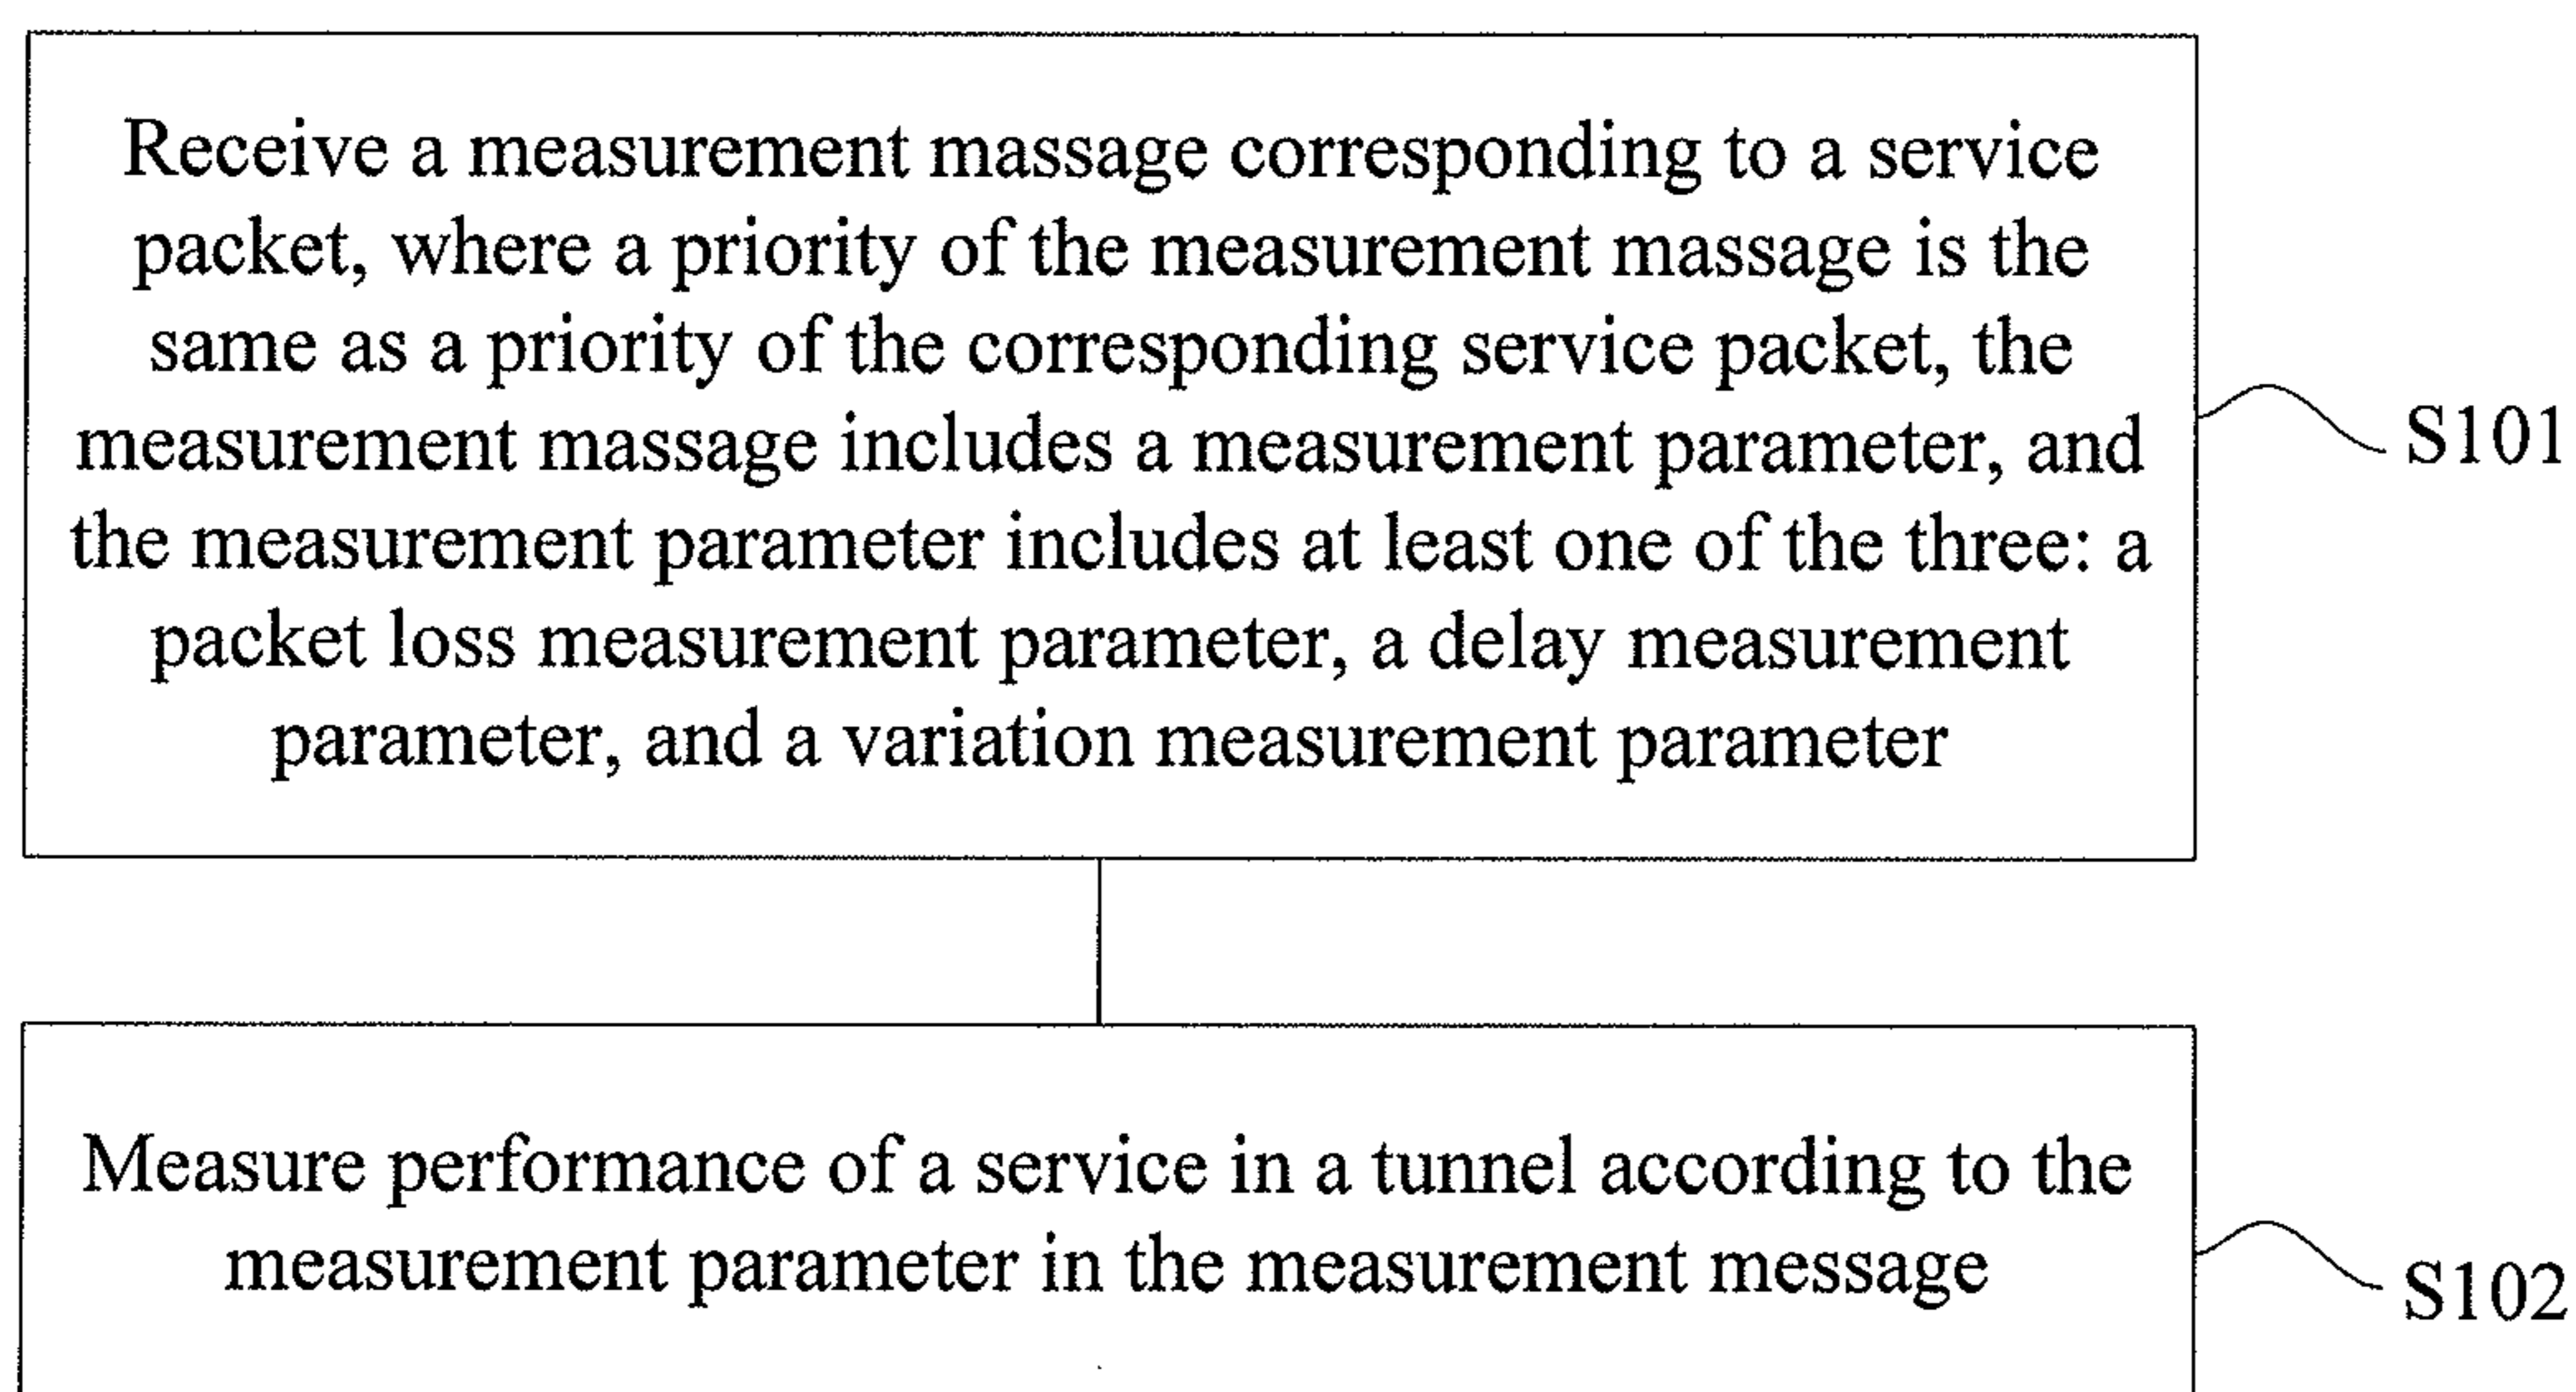 Receive a measurement massage corresponding to a service
packet, where a priority of the measurement massage is the
same as a priority of the corresponding service packet, the
measurement massage includes a measurement parameter, and
the measurement parameter includes at least one of the three: a
packet loss measurement parameter, a delay measurement
parameter, and a variation measurement parameter
S101
Measure performance of a service in a tunnel according to the
measurement parameter in the measurement message
S102